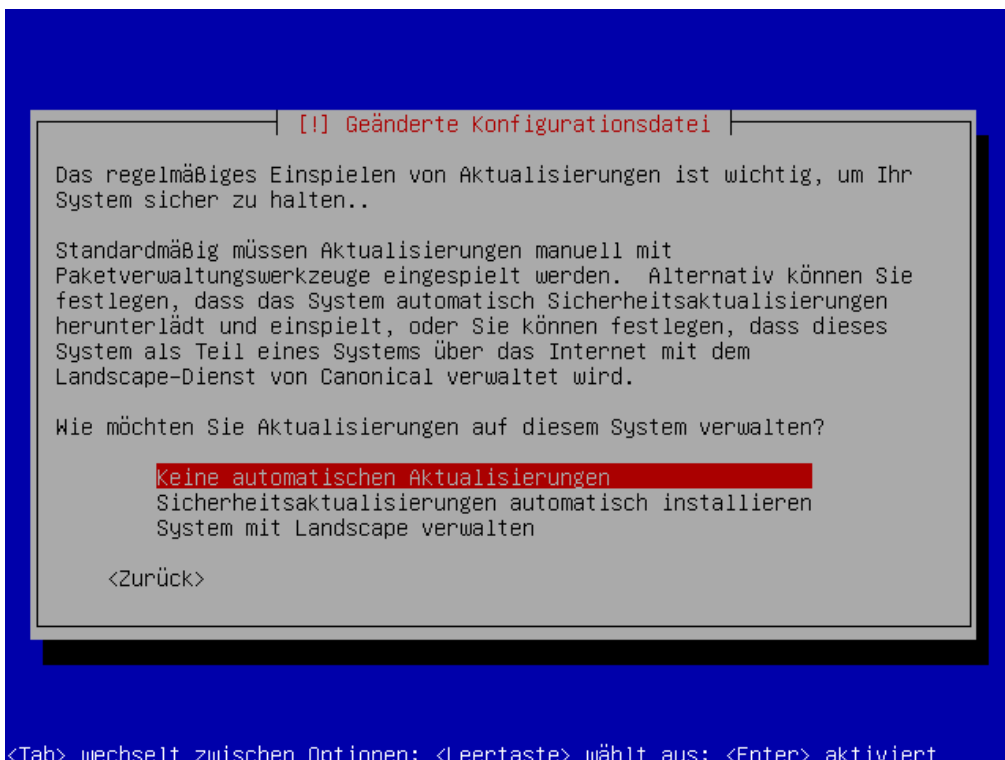 [!] Geänderte Konfigurationsdatei
Das regelmäßiges Einspielen von Aktualisierungen ist wichtig, um Ihr
System sicher zu halten..
Standardmäßig müssen Aktualisierungen manuell mit
Paketverwaltungswerkzeuge eingespielt werden.  Alternativ können Sie
festlegen, dass das System automatisch Sicherheitsaktualisierungen
herunterlädt und einspielt, oder Sie können festlegen, dass dieses
System als Teil eines Systems über das Internet mit dem
Landscape-Dienst von Canonical verwaltet wird.
Wie möchten Sie Aktualisierungen auf diesem System verwalten?
Keine automatischen Aktualisierungen
Sicherheitsaktualisierungen automatisch installieren
System mit Landscape verwalten
<Zurück>
<Tab> wechselt zwischen Optionen; <Leertaste> wählt aus; <Enter> aktiviert